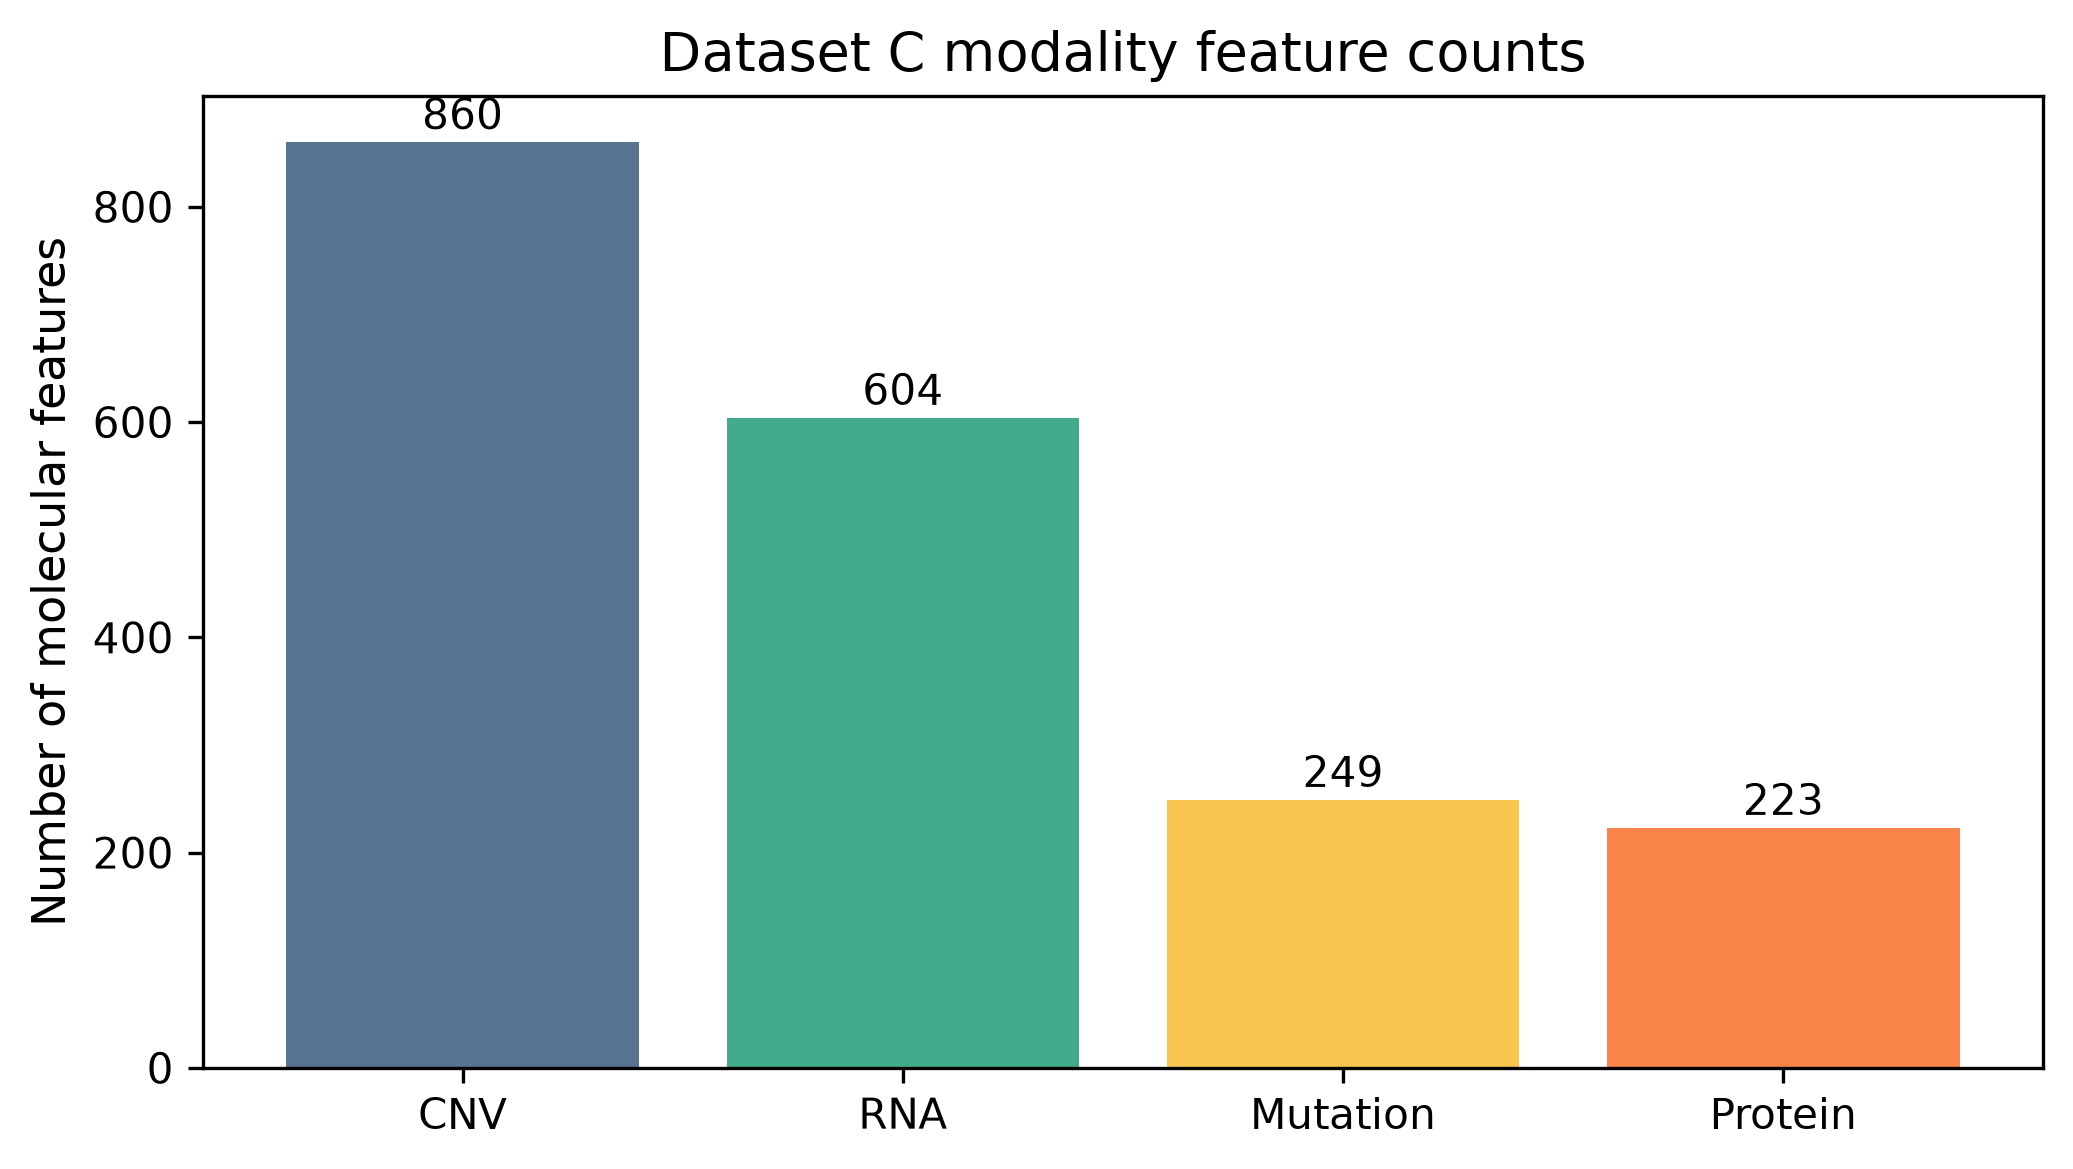 Dataset C modality feature counts
Number of molecular features
800
600
400
200
0
860
604
249
223
CNV
RNA
Mutation
Protein